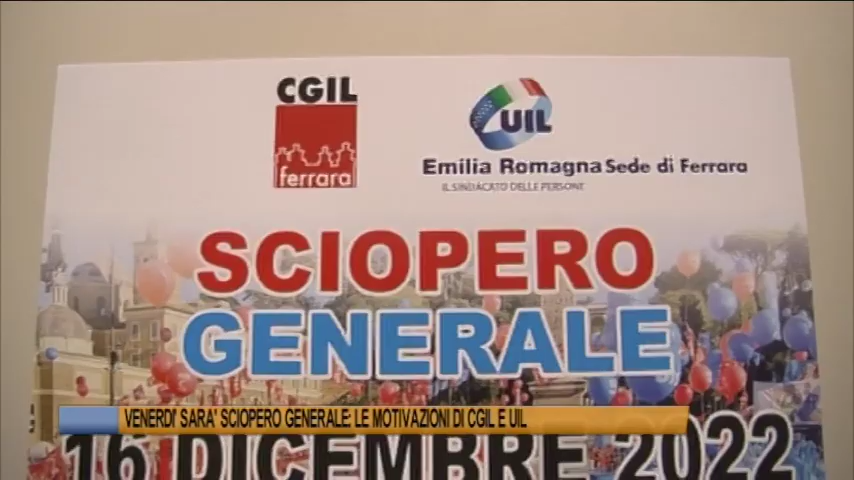 CGIL
ferrara
UIL
Emilia Romagna Sede di Ferrara
IL SINDACATO DELLE PERSONE
SCIOPERO
GENERALE
VENERDI' SARA' SCIOPERO GENERALE: LE MOTIVAZIONI DI CGIL E UIL
16 DICEMBRE 2022